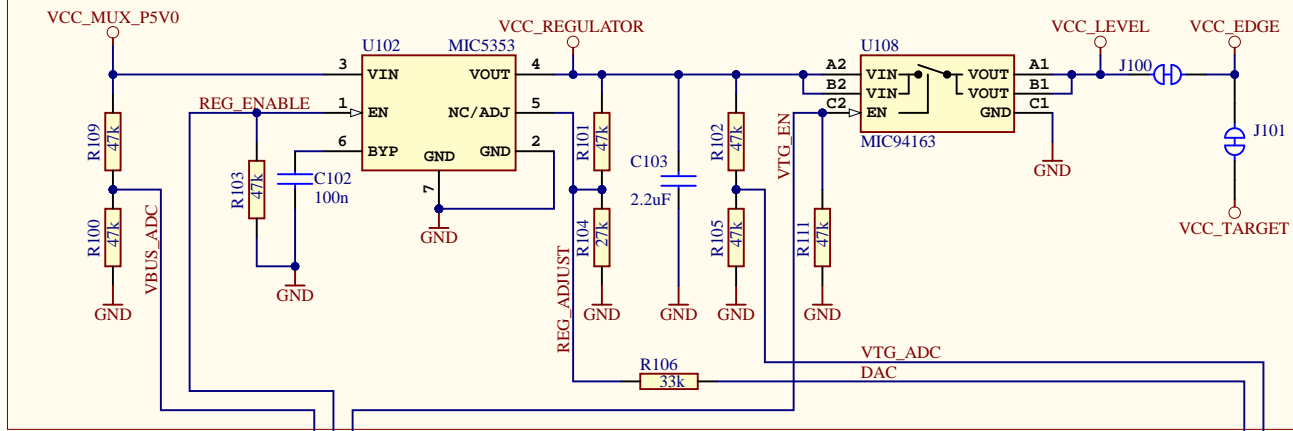 VCC_MUX_P5V0
VCC_REGULATOR
VCC_LEVEL
VCC_EDGE
U102
MIC5353
U108
3
VIN
VOUT
4
A2
VIN
VOUT
A1
J100
REG_ENABLE
1
EN
NC/ADJ
5
B2
VIN
VOUT
B1
C2
EN
GND
C1
6
BYP
GND
GND
2
7
MIC94163
VTG_EN
J101
R109
47k
R103
47k
C102
100n
R101
47k
C103
2.2uF
R102
47k
GND
VCC_TARGET
R100
47k
VBUS_ADC
GND
R104
27k
R105
47k
R111
47k
REG_ADJUST
GND
GND
GND
GND
GND
GND
R106
33k
VTG_ADC
DAC